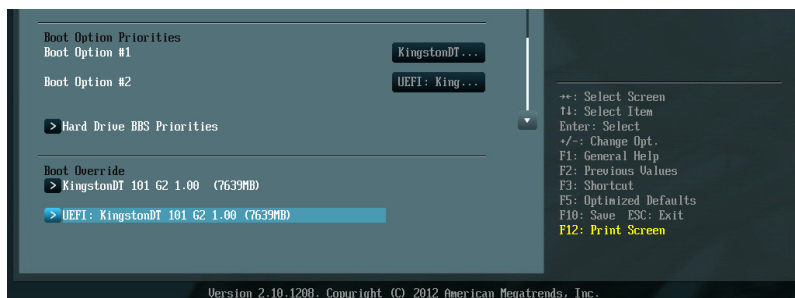 Boot Option Priorities
Boot Option #1 KingstonDT...
Boot Option #2 UEFI: King...
> Hard Drive BBS Priorities
Boot Override
> KingstonDT 101 G2 1.00 (7639MB)
> UEFI: KingstonDT 101 G2 1.00 (7639MB)
→←: Select Screen
↑↓: Select Item
Enter: Select
+/-: Change Opt.
F1: General Help
F2: Previous Values
F3: Shortcut
F5: Optimized Defaults
F10: Save ESC: Exit
F12: Print Screen
Version 2.10.1208. Copyright (C) 2012 American Megatrends, Inc.